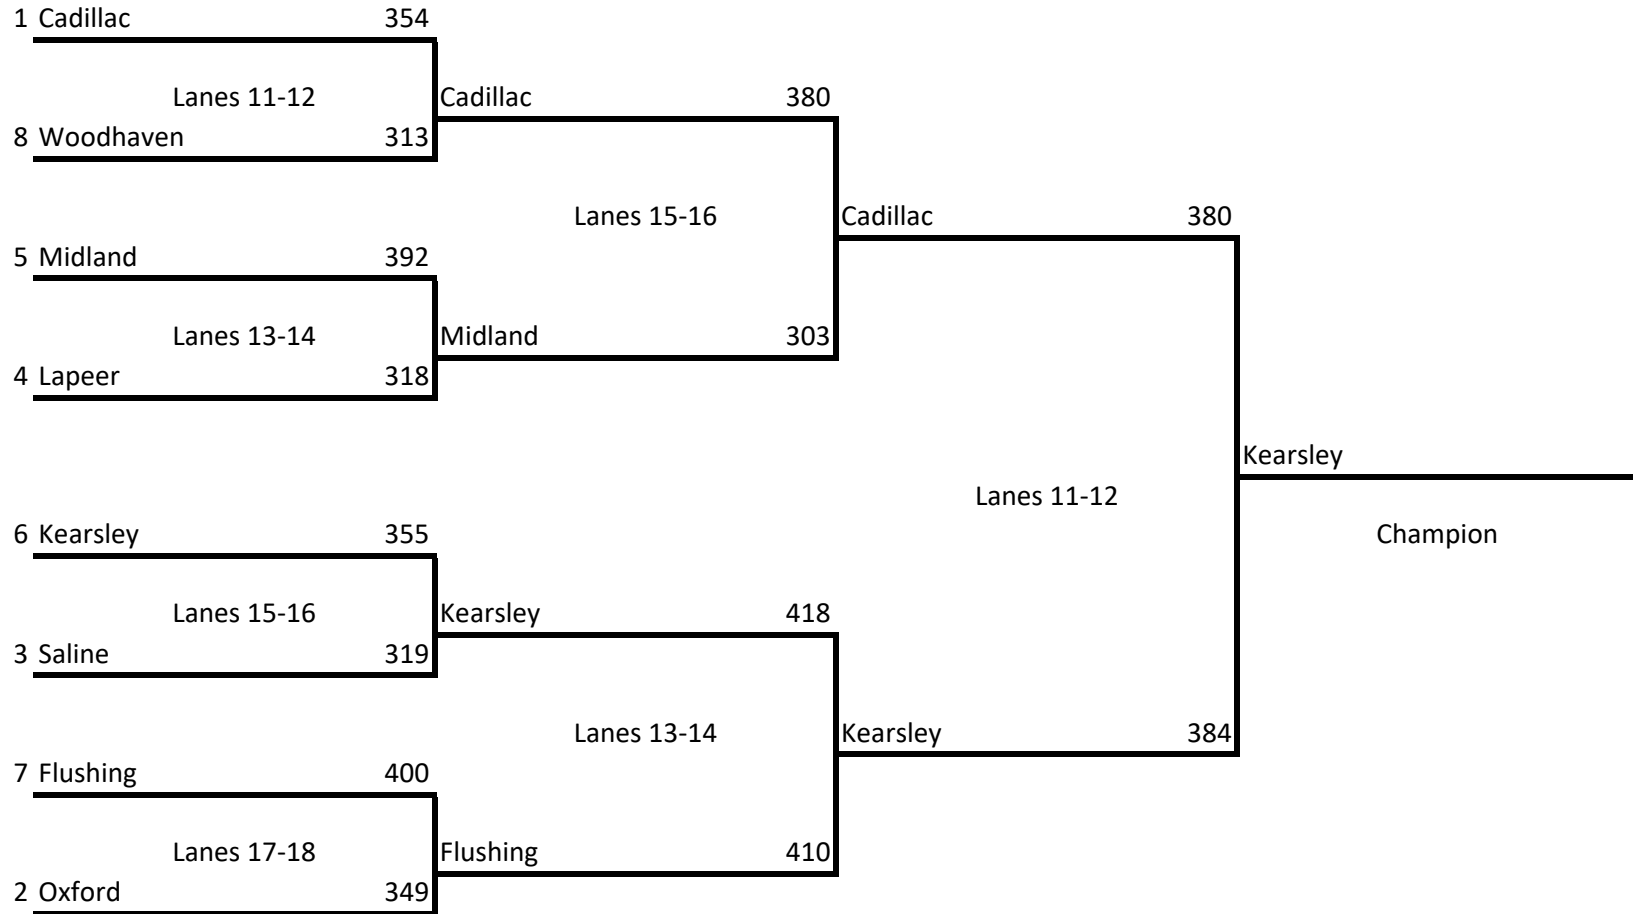 1 Cadillac 354
Lanes 11-12 Cadillac 380
8 Woodhaven 313
Lanes 15-16 Cadillac 380
5 Midland 392
Lanes 13-14 Midland 303
4 Lapeer 318
Kearsley
Lanes 11-12
6 Kearsley 355 Champion
Lanes 15-16 Kearsley 418
3 Saline 319
Lanes 13-14 Kearsley 384
7 Flushing 400
Lanes 17-18 Flushing 410
2 Oxford 349